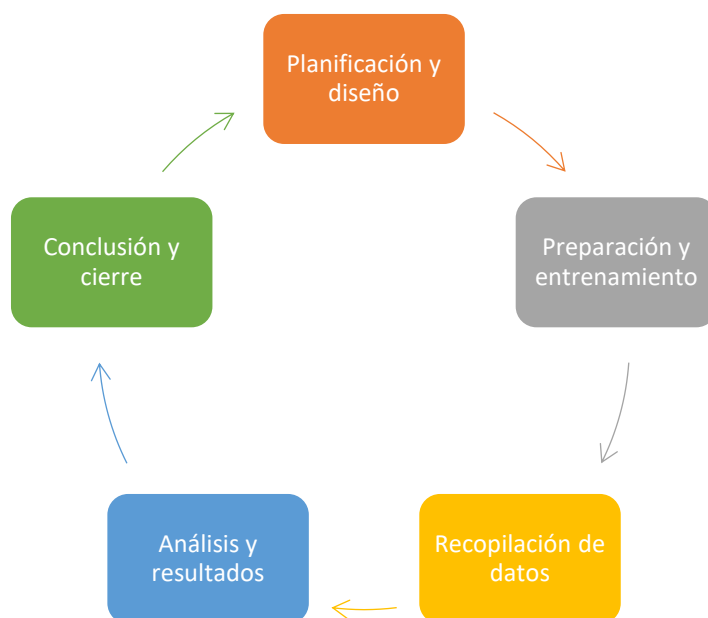 Planificación y
diseño
Preparación y
entrenamiento
Recopilación de
datos
Análisis y
resultados
Conclusión y
cierre